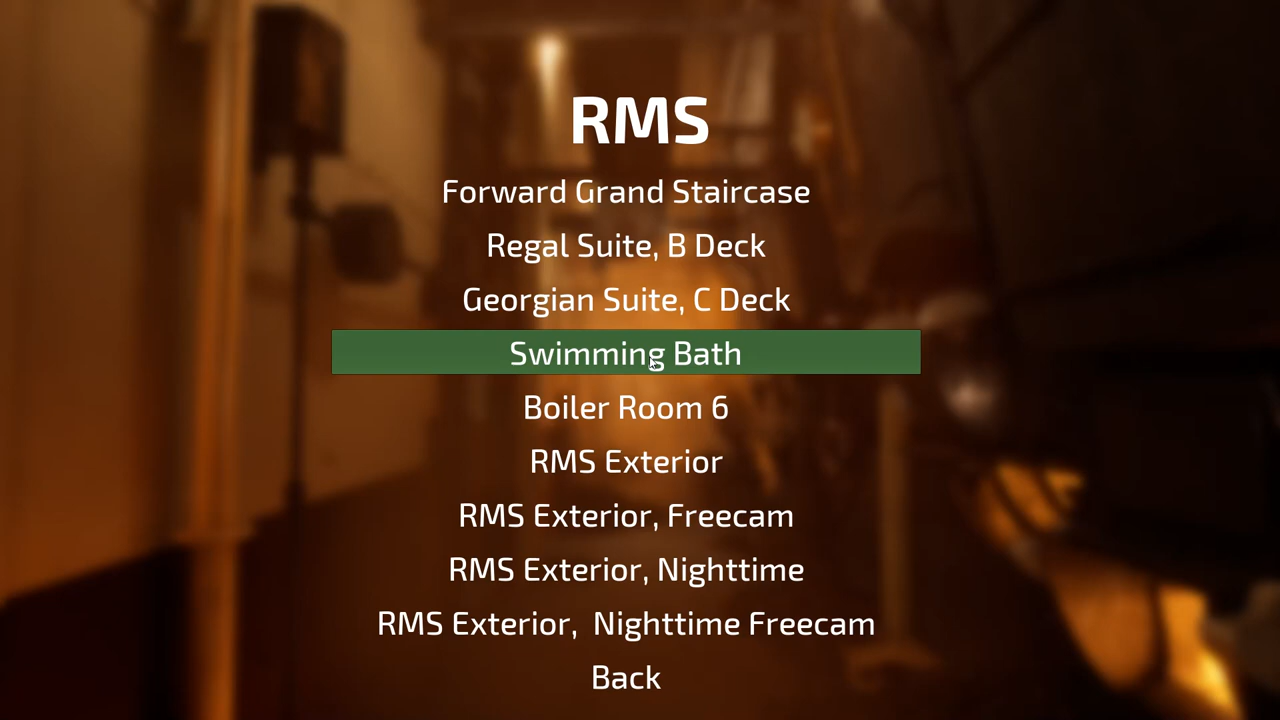 RMS
Forward Grand Staircase
Regal Suite, B Deck
Georgian Suite, C Deck
Swimming Bath
Boiler Room 6
RMS Exterior
RMS Exterior, Freecam
RMS Exterior, Nighttime
RMS Exterior,  Nighttime Freecam
Back